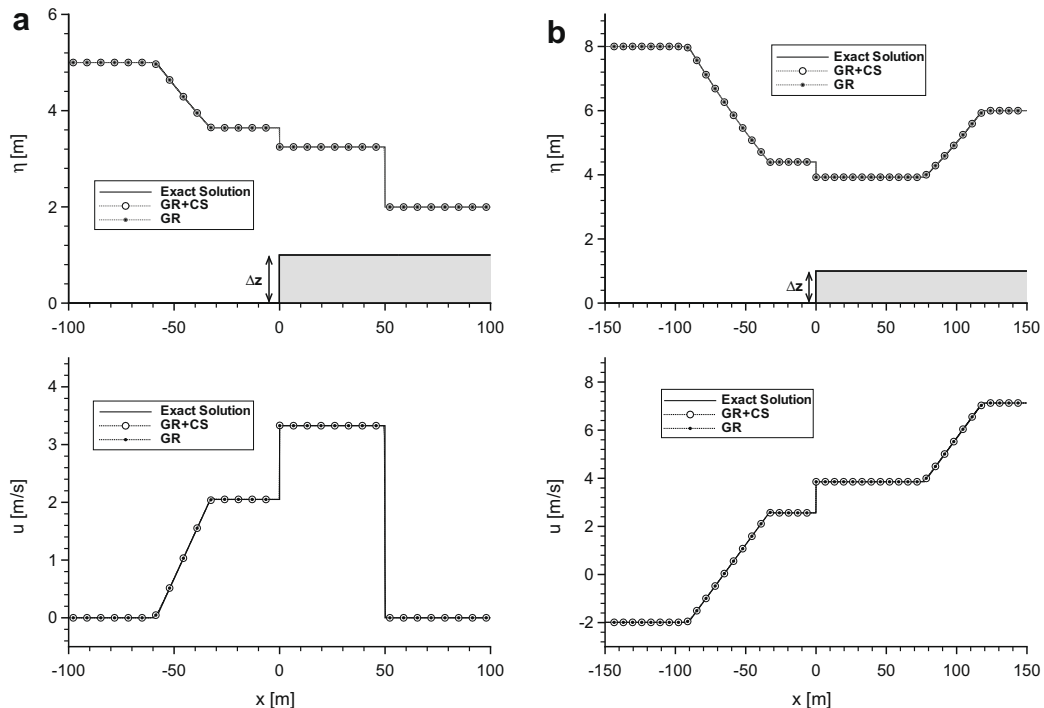 a
6
4
2
0
η [m]
Exact Solution
GR+CS
GR
Δz
-100
-50
0
50
100
b
8
6
4
2
0
η [m]
Exact Solution
GR+CS
GR
Δz
-150
-100
-50
0
50
100
150
4
3
2
1
0
u [m/s]
Exact Solution
GR+CS
GR
-100
-50
0
50
100
x [m]
8
6
4
2
0
-2
u [m/s]
Exact Solution
GR+CS
GR
-150
-100
-50
0
50
100
150
x [m]